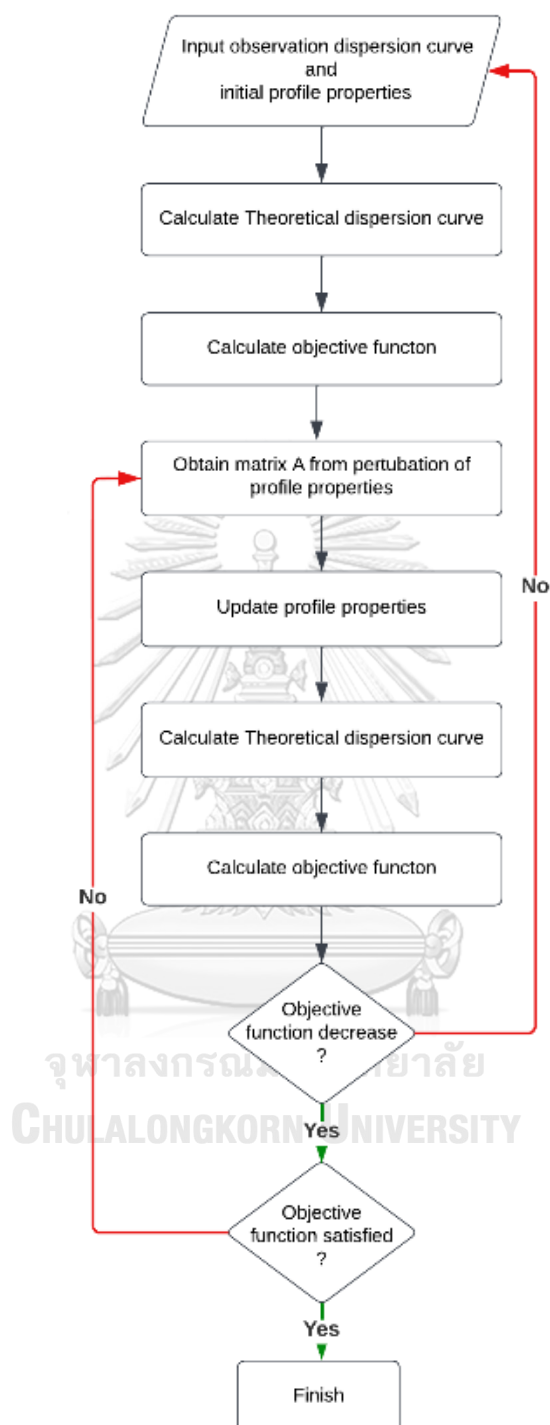 Input observation dispersion curve
and
initial profile properties
Calculate Theoretical dispersion curve
Calculate objective functon
Obtain matrix A from pertubation of
profile properties
No
Update profile properties
Calculate Theoretical dispersion curve
Calculate objective functon
No
Objective
function decrease
?
จุฬาลงกรณ์มหาวิทยาลัย
CHULALONGKORN UNIVERSITY
Yes
Objective
function satisfied
?
Yes
Finish